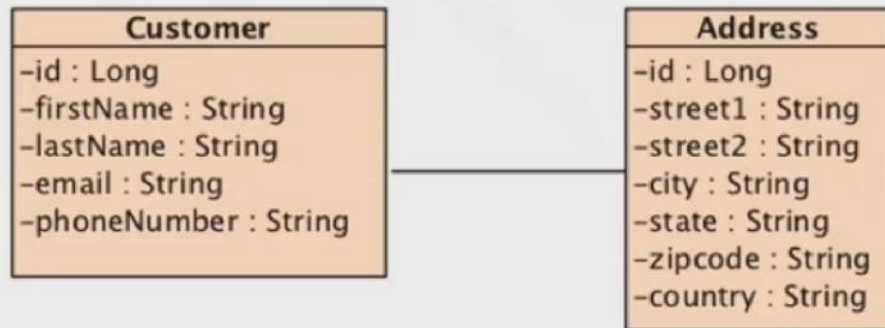 Customer
-id : Long
-firstName : String
-lastName : String
-email : String
-phoneNumber : String
Address
-id : Long
-street1 : String
-street2 : String
-city : String
-state : String
-zipcode : String
-country : String